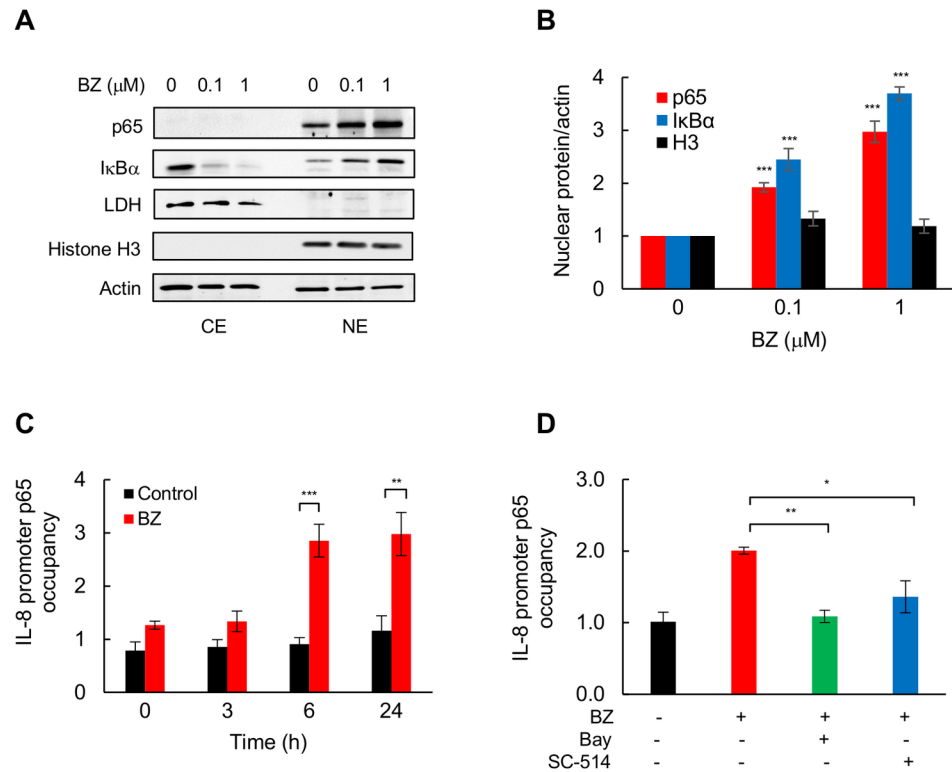 A
BZ (μM) 0 0.1 1 0 0.1 1
p65
IκBα
LDH
Histone H3
Actin
CE NE
B
Nuclear protein/actin
4
3
2
1
0
p65
IκBα
H3
***
***
***
***
0 0.1 1
BZ (μM)
C
IL-8 promoter p65
occupancy
4
3
2
1
0
Control
BZ
***
**
0 3 6 24
Time (h)
D
IL-8 promoter p65
occupancy
3.0
2.0
1.0
0.0
*
**
BZ - + + +
Bay - - + -
SC-514 - - - +